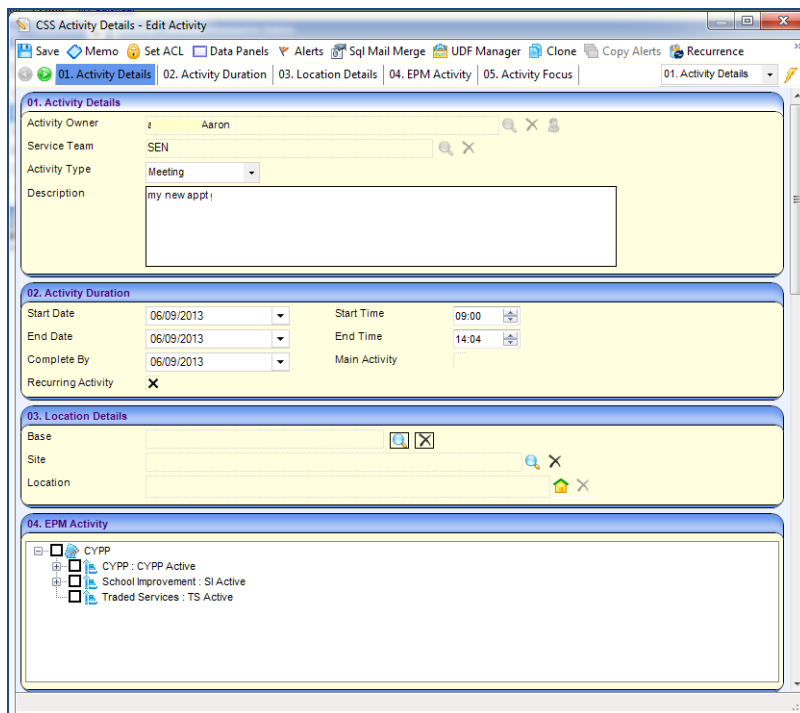 CSS Activity Details - Edit Activity
Save Memo Set ACL Data Panels Alerts Sql Mail Merge UDF Manager Clone Copy Alerts Recurrence »
01. Activity Details 02. Activity Duration 03. Location Details 04. EPM Activity 05. Activity Focus 01. Activity Details
01. Activity Details
Activity Owner a Aaron
Service Team SEN
Activity Type Meeting
Description my new appt
02. Activity Duration
Start Date 06/09/2013 Start Time 09:00
End Date 06/09/2013 End Time 14:04
Complete By 06/09/2013 Main Activity
Recurring Activity
03. Location Details
Base
Site
Location
04. EPM Activity
CYPP
CYPP : CYPP Active
School Improvement : SI Active
Traded Services : TS Active